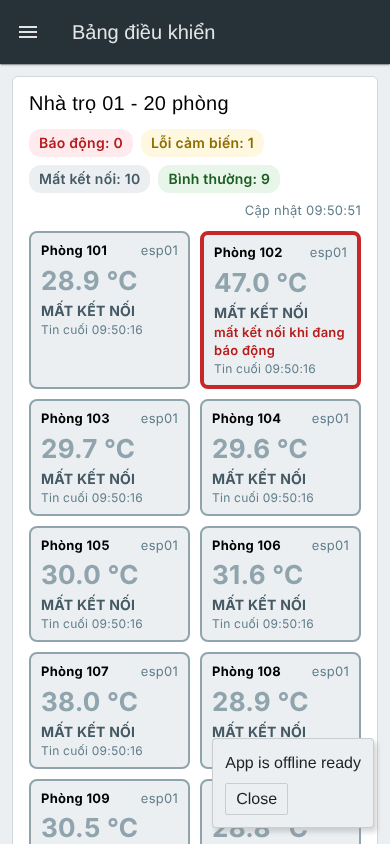 Bảng điều khiển
Nhà trọ 01 - 20 phòng
Báo động: 0 Lỗi cảm biến: 1
Mất kết nối: 10 Bình thường: 9
Cập nhật 09:50:51
Phòng 101 esp01
28.9 °C
MẤT KẾT NỐI
Tin cuối 09:50:16
Phòng 102 esp01
47.0 °C
MẤT KẾT NỐI
mất kết nối khi đang
báo động
Tin cuối 09:50:16
Phòng 103 esp01
29.7 °C
MẤT KẾT NỐI
Tin cuối 09:50:16
Phòng 104 esp01
29.6 °C
MẤT KẾT NỐI
Tin cuối 09:50:16
Phòng 105 esp01
30.0 °C
MẤT KẾT NỐI
Tin cuối 09:50:16
Phòng 106 esp01
31.6 °C
MẤT KẾT NỐI
Tin cuối 09:50:16
Phòng 107 esp01
38.0 °C
MẤT KẾT NỐI
Tin cuối 09:50:16
Phòng 108 esp01
28.9 °C
MẤT KẾT NỐI
Phòng 109 esp01
30.5 °C
28.8 °C
App is offline ready
Close